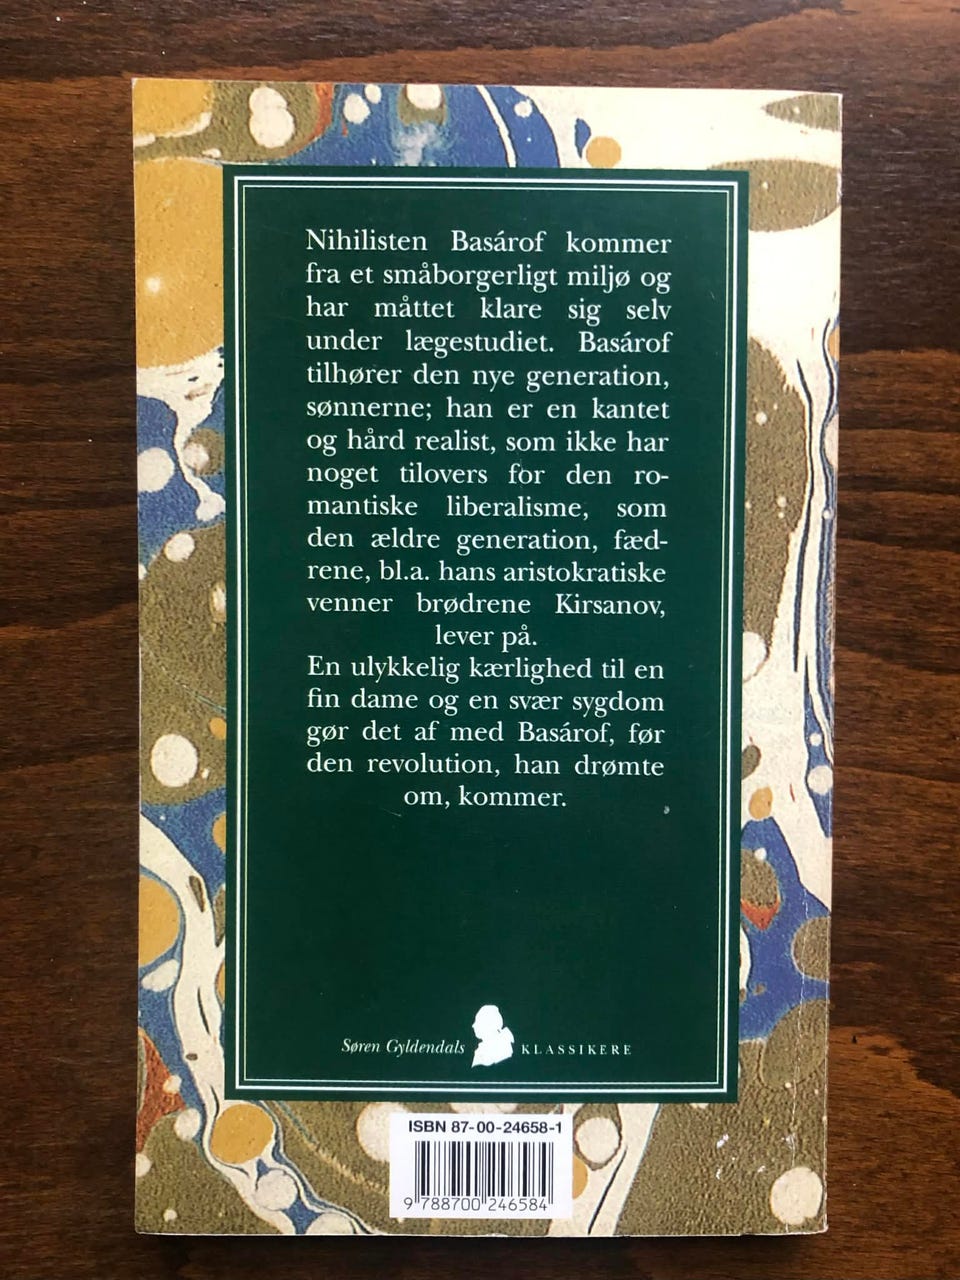 Nihilisten Basárof kommer
fra et småborgerligt miljø og
har måttet klare sig selv
under lægestudiet. Basárof
tilhører den nye generation,
sønnerne; han er en kantet
og hård realist, som ikke har
noget tilovers for den ro-
mantiske liberalisme, som
den ældre generation, fæd-
rene, bl.a. hans aristokratiske
venner brødrene Kirsanov,
lever på.
En ulykkelig kærlighed til en
fin dame og en svær sygdom
gør det af med Basárof, før
den revolution, han drømte
om, kommer.
Søren Gyldendals KLASSIKERE
ISBN 87-00-24658-1
9 788700 246584